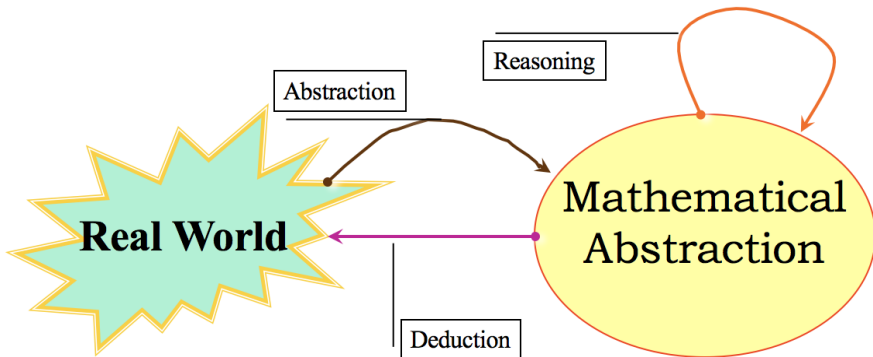 Reasoning
Abstraction
Real World
Mathematical
Abstraction
Deduction